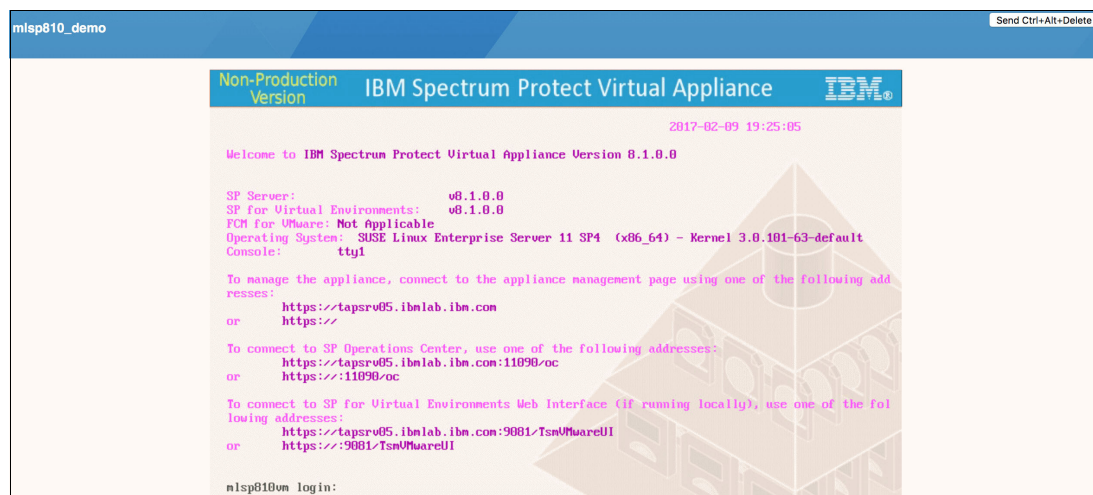 mlsp810_demo
Send Ctrl+Alt+Delete
Non-Production
Version
IBM Spectrum Protect Virtual Appliance
IBM®
2017-02-09 19:25:05
Welcome to IBM Spectrum Protect Virtual Appliance Version 8.1.0.0
SP Server: v8.1.0.0
SP for Virtual Environments: v8.1.0.0
FCM for VMware: Not Applicable
Operating System: SUSE Linux Enterprise Server 11 SP4 (x86_64) - Kernel 3.0.101-63-default
Console: tty1
To manage the appliance, connect to the appliance management page using one of the following add
resses:
https://tapsrv05.ibmlab.ibm.com
or https://
To connect to SP Operations Center, use one of the following addresses:
https://tapsrv05.ibmlab.ibm.com:11090/oc
or https://:11090/oc
To connect to SP for Virtual Environments Web Interface (if running locally), use one of the fol
lowing addresses:
https://tapsrv05.ibmlab.ibm.com:9081/TsmVMwareUI
or https://:9081/TsmVMwareUI
mlsp810vm login: